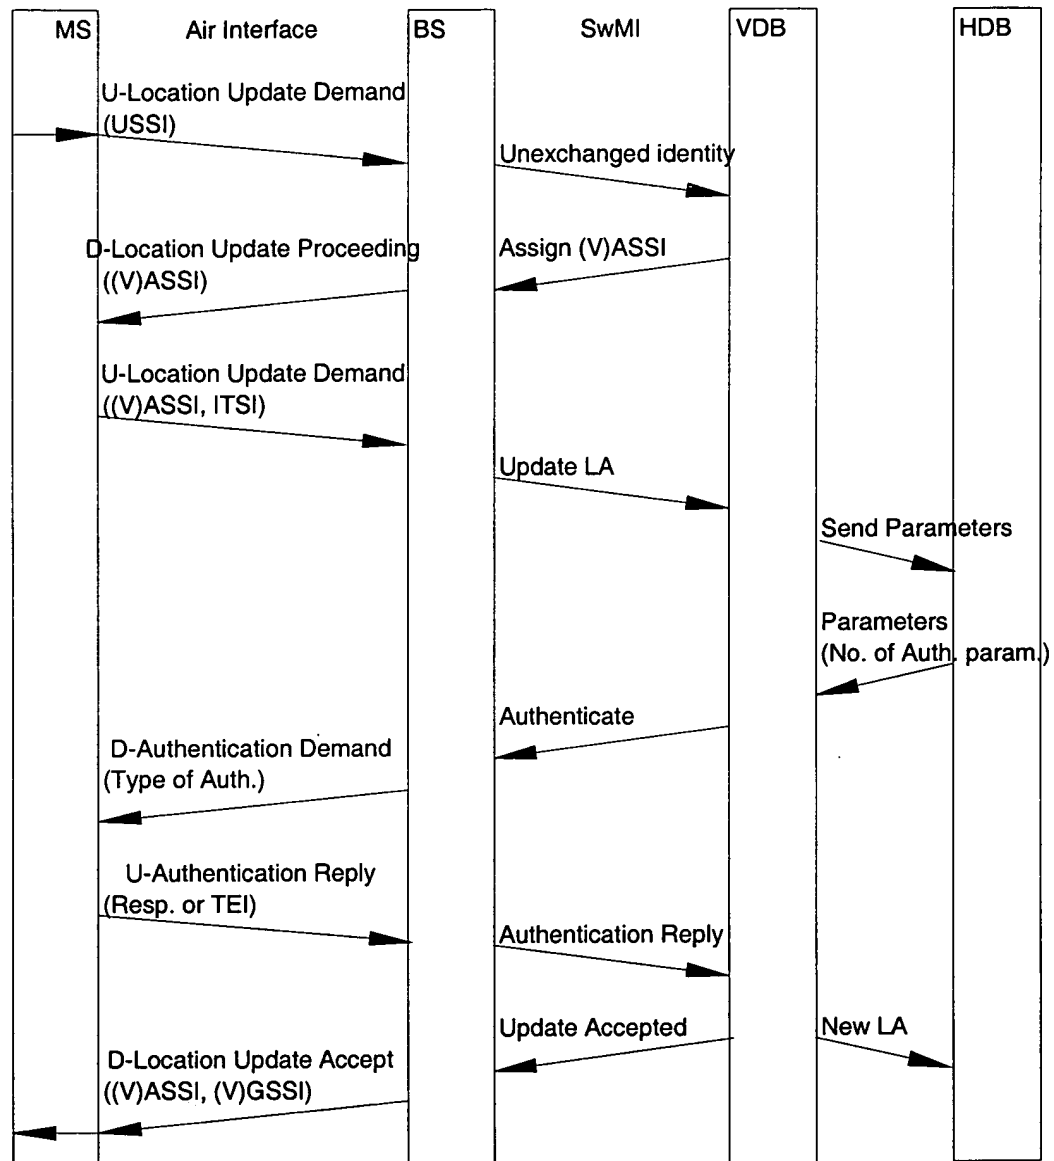 MS Air Interface BS SwMI VDB HDB
U-Location Update Demand
(USSI)
Unexchanged identity
D-Location Update Proceeding
((V)ASSI)
Assign (V)ASSI
U-Location Update Demand
((V)ASSI, ITSI)
Update LA
Send Parameters
Parameters
(No. of Auth. param.)
Authenticate
D-Authentication Demand
(Type of Auth.)
U-Authentication Reply
(Resp. or TEI)
Authentication Reply
Update Accepted
New LA
D-Location Update Accept
((V)ASSI, (V)GSSI)